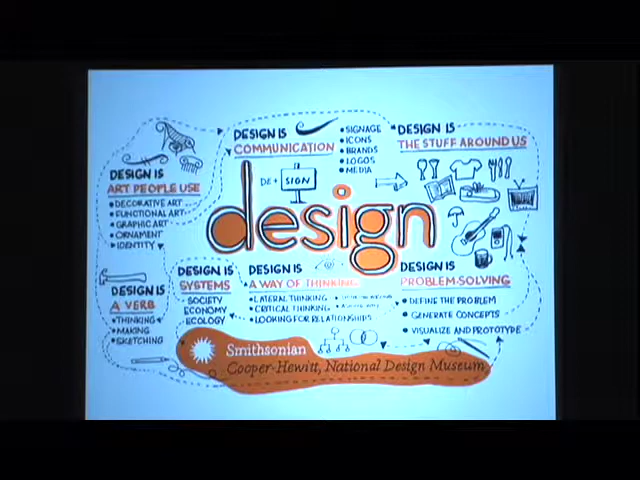 DESIGN IS
COMMUNICATION
SIGNAGE
ICONS
BRANDS
LOGOS
MEDIA
DESIGN IS
THE STUFF AROUND US
DESIGN IS
ART PEOPLE USE
DECORATIVE ART
FUNCTIONAL ART
GRAPHIC ART
ORNAMENT
IDENTITY
DE + SIGN
design
DESIGN IS
A VERB
THINKING
MAKING
SKETCHING
DESIGN IS
SYSTEMS
SOCIETY
ECONOMY
ECOLOGY
DESIGN IS
A WAY OF THINKING
LATERAL THINKING
CRITICAL THINKING
LOOKING FOR RELATIONSHIPS
DESIGN IS
PROBLEM-SOLVING
DEFINE THE PROBLEM
GENERATE CONCEPTS
VISUALIZE AND PROTOTYPE
Smithsonian
Cooper-Hewitt, National Design Museum